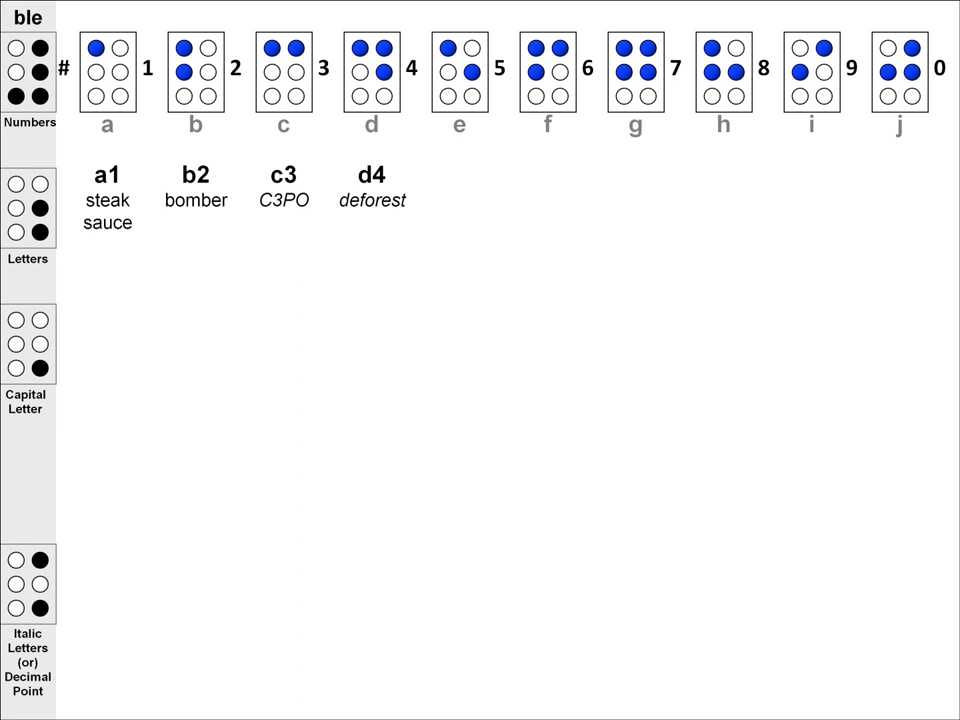 ble
# 1 2 3 4 5 6 7 8 9 0
Numbers
a b c d e f g h i j
a1 b2 c3 d4
steak bomber C3PO deforest
sauce
Letters
Capital
Letter
Italic
Letters
(or)
Decimal
Point